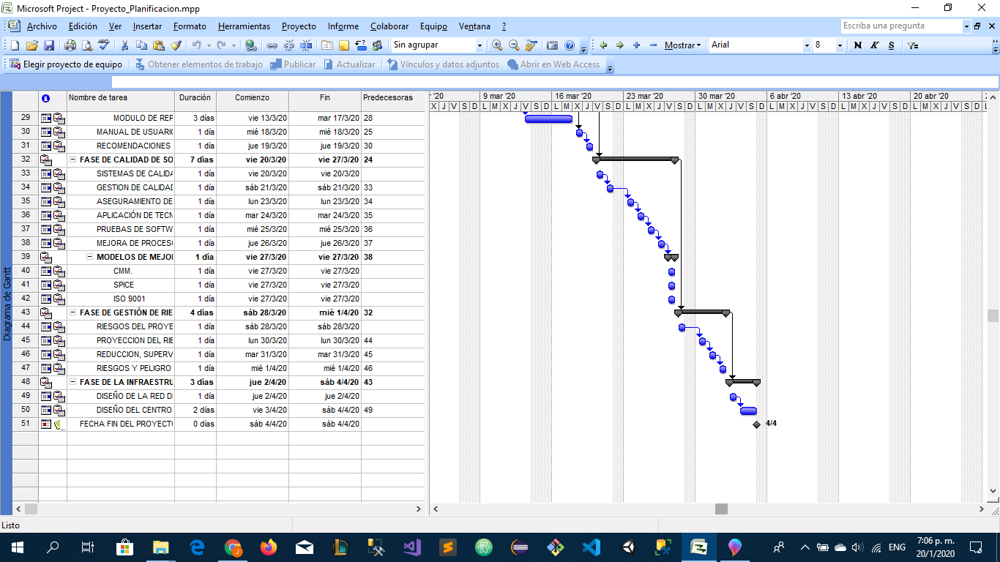 Microsoft Project - Proyecto_Planificacion.mpp
Archivo Edición Ver Insertar Formato Herramientas Proyecto Informe Colaborar Equipo Ventana ? Escriba una pregunta
Sin agrupar Mostrar Arial 8 N K S
Elegir proyecto de equipo Obtener elementos de trabajo Publicar Actualizar Vínculos y datos adjuntos Abrir en Web Access
Diagrama de Gantt
Nombre de tarea Duración Comienzo Fin Predecesoras
'20 9 mar '20 16 mar '20 23 mar '20 30 mar '20 6 abr '20 13 abr '20 20 abr '20
X J V S D L M X J V S D L M X J V S D L M X J V S D L M X J V S D L M X J V S D L M X J V S D L M X J V S D L
29 MODULO DE REF 3 días vie 13/3/20 mar 17/3/20 28
30 MANUAL DE USUARI 1 día mié 18/3/20 mié 18/3/20 25
31 RECOMENDACIONES 1 día jue 19/3/20 jue 19/3/20 30
32 FASE DE CALIDAD DE SO 7 días vie 20/3/20 vie 27/3/20 24
33 SISTEMAS DE CALIDA 1 día vie 20/3/20 vie 20/3/20
34 GESTION DE CALIDAD 1 día sáb 21/3/20 sáb 21/3/20 33
35 ASEGURAMIENTO DE 1 día lun 23/3/20 lun 23/3/20 34
36 APLICACIÓN DE TECN 1 día mar 24/3/20 mar 24/3/20 35
37 PRUEBAS DE SOFTW 1 día mié 25/3/20 mié 25/3/20 36
38 MEJORA DE PROCESO 1 día jue 26/3/20 jue 26/3/20 37
39 MODELOS DE MEJO 1 día vie 27/3/20 vie 27/3/20 38
40 CMM. 1 día vie 27/3/20 vie 27/3/20
41 SPICE 1 día vie 27/3/20 vie 27/3/20
42 ISO 9001 1 día vie 27/3/20 vie 27/3/20
43 FASE DE GESTIÓN DE RIE 4 días sáb 28/3/20 mié 1/4/20 32
44 RIESGOS DEL PROYE 1 día sáb 28/3/20 sáb 28/3/20
45 PROYECCION DEL RIE 1 día lun 30/3/20 lun 30/3/20 44
46 REDUCCION, SUPERV 1 día mar 31/3/20 mar 31/3/20 45
47 RIESGOS Y PELIGRO 1 día mié 1/4/20 mié 1/4/20 46
48 FASE DE LA INFRAESTRU 3 días jue 2/4/20 sáb 4/4/20 43
49 DISEÑO DE LA RED D 1 día jue 2/4/20 jue 2/4/20
50 DISEÑO DEL CENTRO 2 días vie 3/4/20 sáb 4/4/20 49
51 FECHA FIN DEL PROYECTO 0 días sáb 4/4/20 sáb 4/4/20
4/4
Listo
ENG 7:06 p. m.
20/1/2020